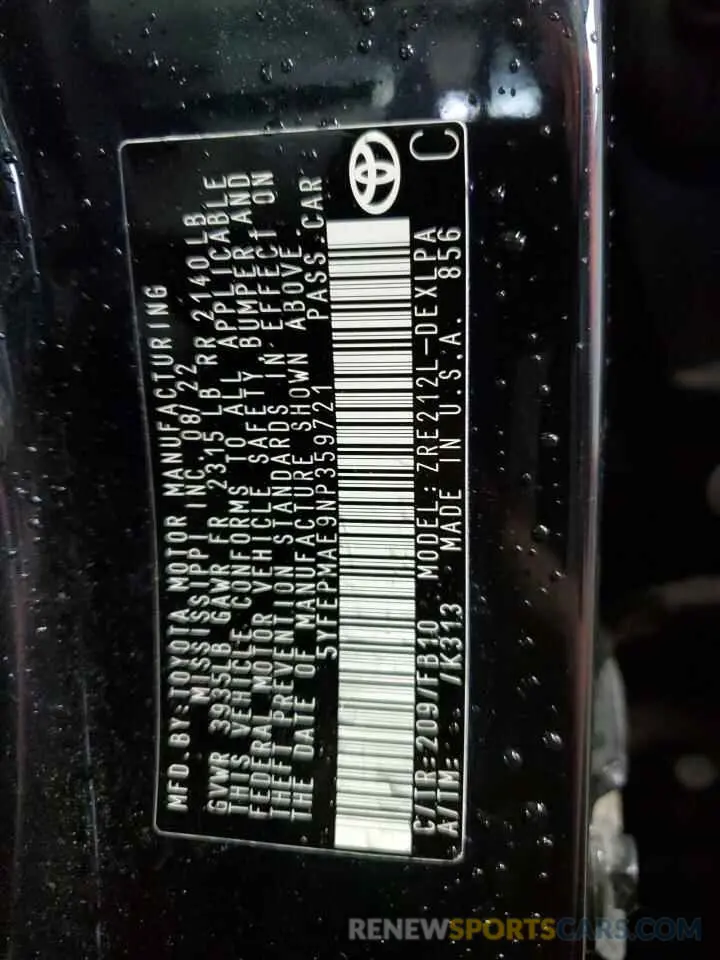 MFD.BY:TOYOTA MOTOR MANUFACTURING
MISSISSIPPI INC. 08/22
GVWR 3935LB GAWR FR 2315 LB RR 2140LB
THIS VEHICLE CONFORMS TO ALL APPLICABLE
FEDERAL MOTOR VEHICLE SAFETY, BUMPER AND
THEFT PREVENTION STANDARDS IN EFFECT ON
THE DATE OF MANUFACTURE SHOWN ABOVE.
5YFEPMAE9NP359721 PASS.CAR
C/TR:209/FB10 MODEL:ZRE212L-DEXLPA
A/TM: /K313 MADE IN U.S.A. 856
C
RENEWSPORTSCARS.COM